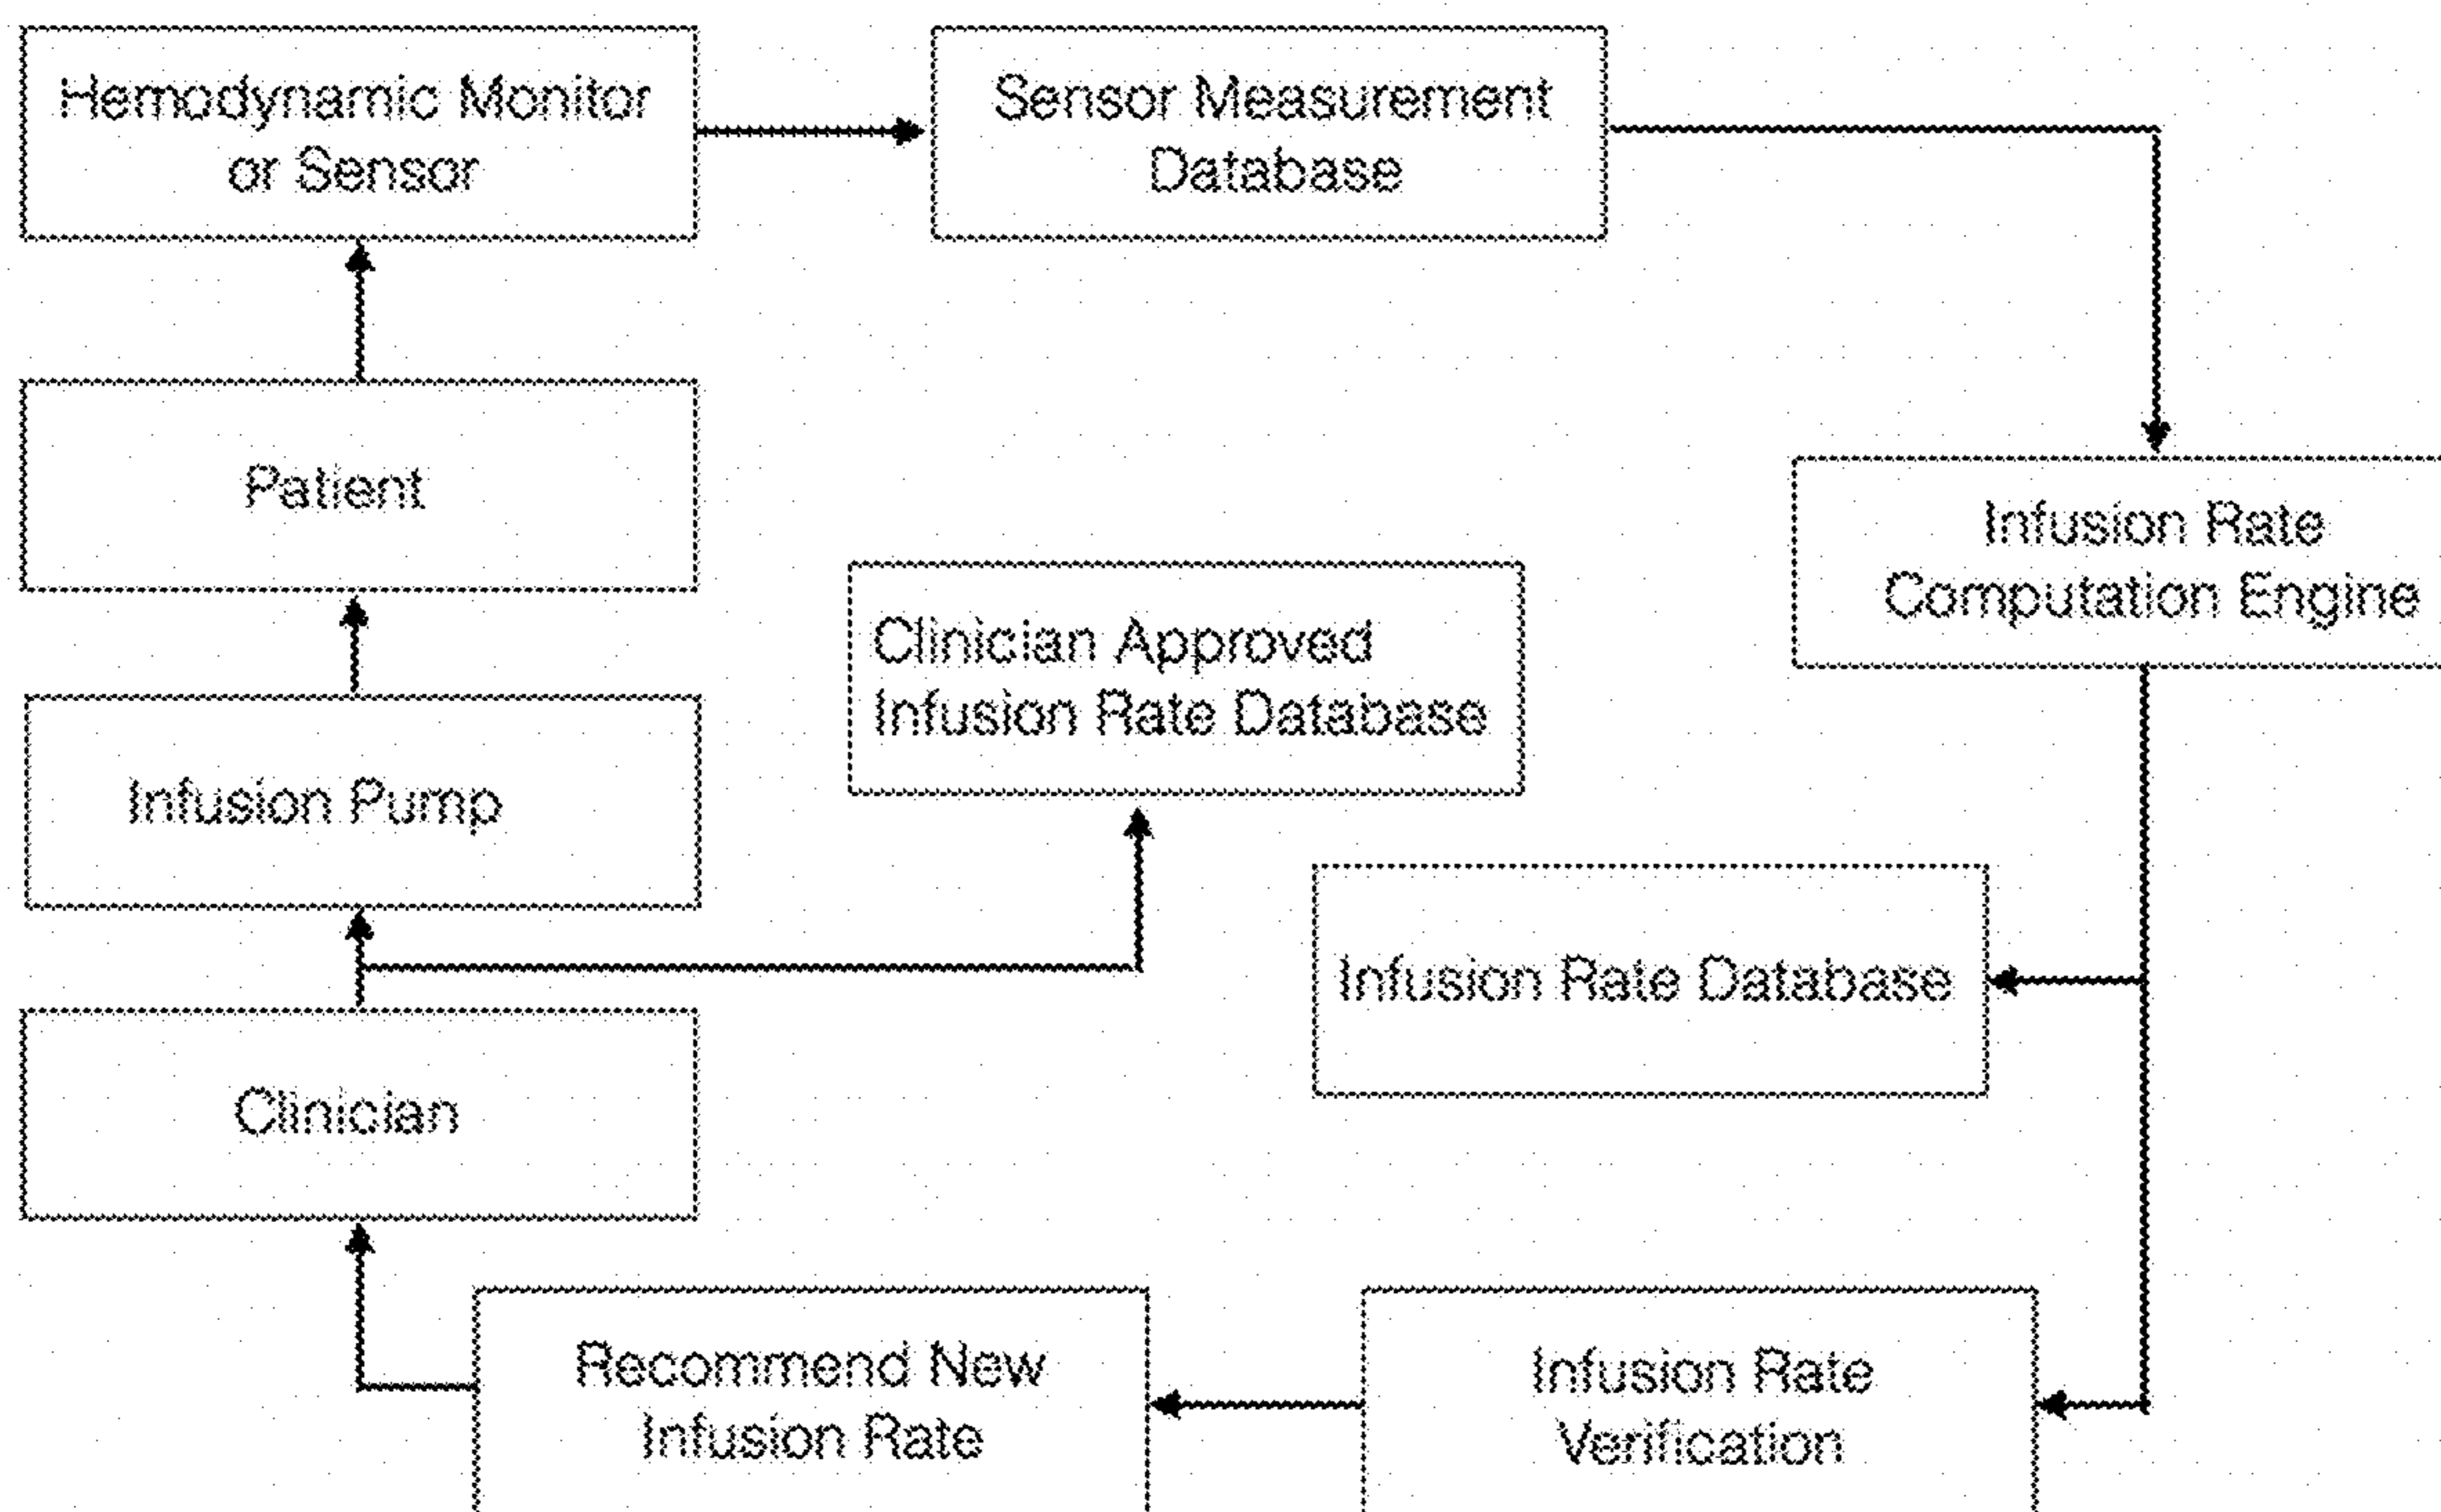 Hemodynamic Monitor
or Sensor
Sensor Measurement
Database
Patient
Infusion Rate
Computation Engine
Clinician Approved
Infusion Rate Database
Infusion Pump
Infusion Rate Database
Clinician
Recommend New
Infusion Rate
Infusion Rate
Verification